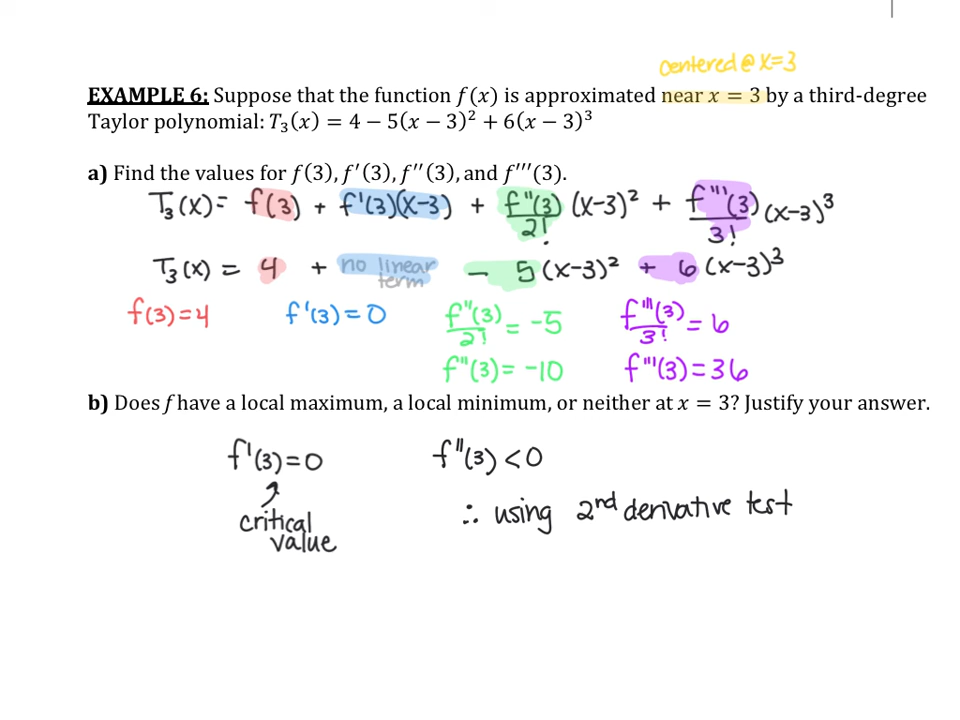 centered @ x=3
EXAMPLE 6: Suppose that the function f(x) is approximated near x = 3 by a third-degree
Taylor polynomial: T₃(x) = 4 − 5(x − 3)² + 6(x − 3)³
a) Find the values for f(3), f′(3), f′′(3), and f′′′(3).
T₃(x) = f(3) + f'(3)(x-3) + f"(3)/2! (x-3)² + f"'(3)/3! (x-3)³
T₃(x) = 4 + no linear term − 5(x-3)² + 6(x-3)³
f(3)=4 f'(3)=0 f"(3)/2! = -5 f"'(3)/3! = 6
f"(3) = -10 f"'(3) = 36
b) Does f have a local maximum, a local minimum, or neither at x = 3? Justify your answer.
f'(3)=0 f"(3) <0
critical value
∴ using 2nd derivative test